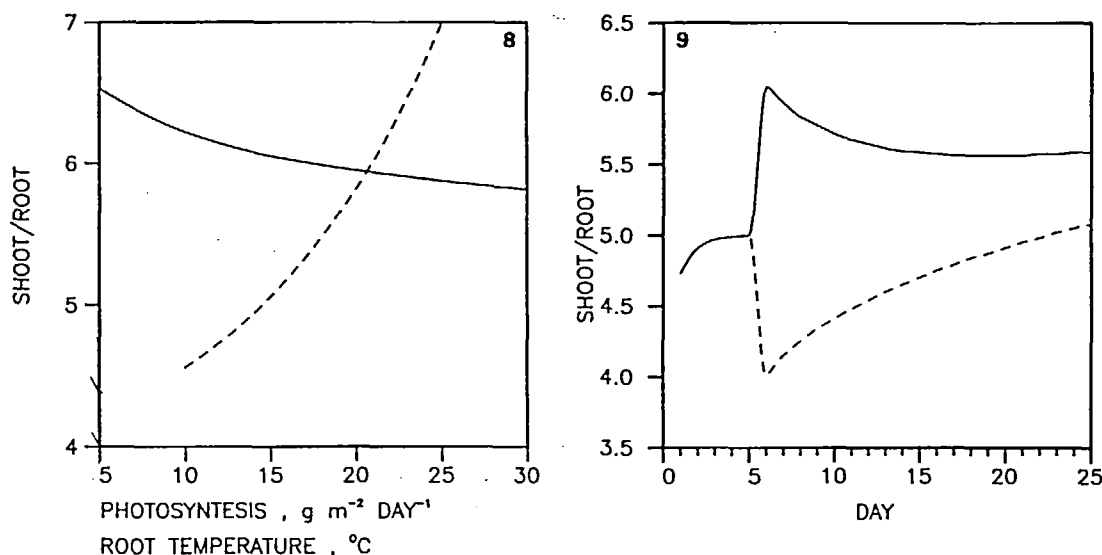 8
7
6
5
4
SHOOT/ROOT
5 10 15 20 25 30
PHOTOSYNTESIS , g m⁻² DAY⁻¹
ROOT TEMPERATURE , °C
9
6.5
6.0
5.5
5.0
4.5
4.0
3.5
SHOOT/ROOT
0 5 10 15 20 25
DAY